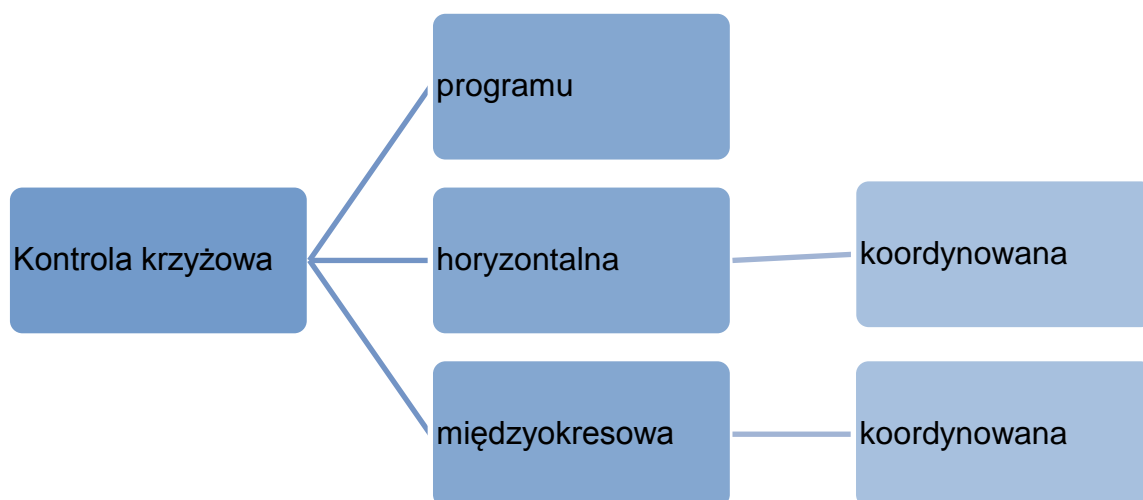 programu
Kontrola krzyżowa
horyzontalna
koordynowana
międzyokresowa
koordynowana